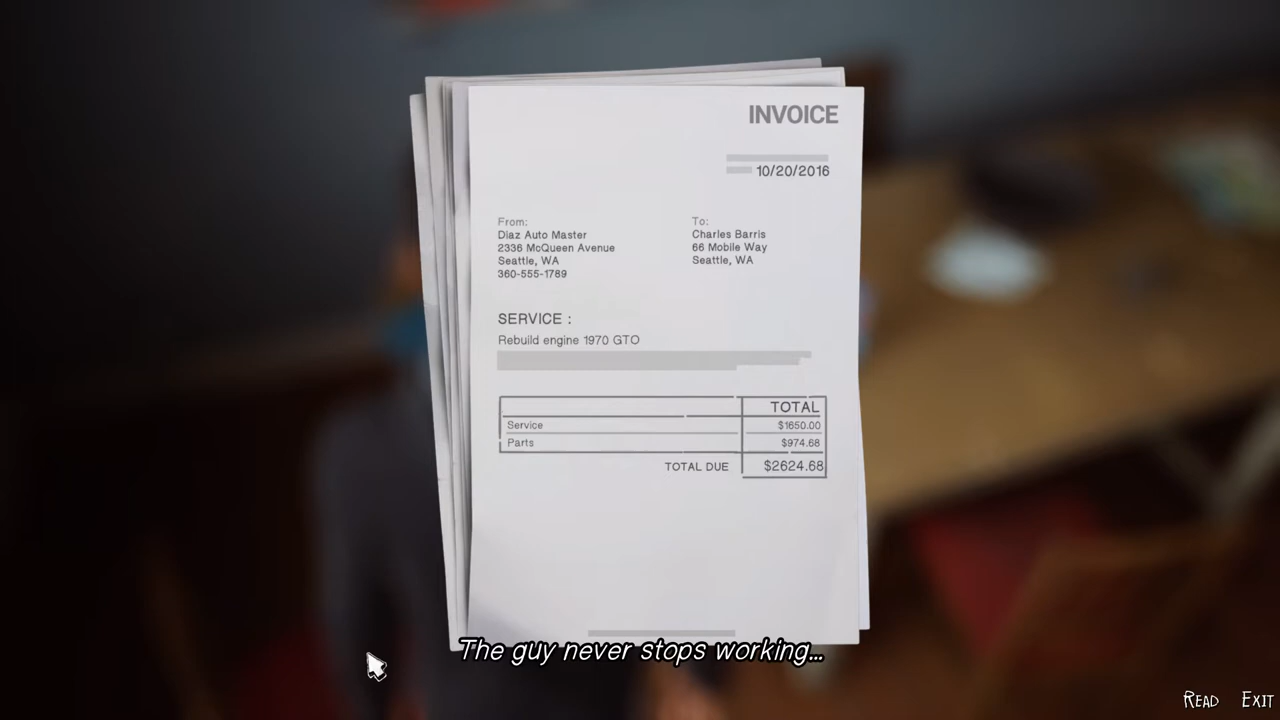 INVOICE
10/20/2016
From:
Diaz Auto Master
2336 McQueen Avenue
Seattle, WA
360-555-1789
To:
Charles Barris
66 Mobile Way
Seattle, WA
SERVICE :
Rebuild engine 1970 GTO
TOTAL
Service $1650.00
Parts $974.68
TOTAL DUE $2624.68
The guy never stops working...
READ EXIT